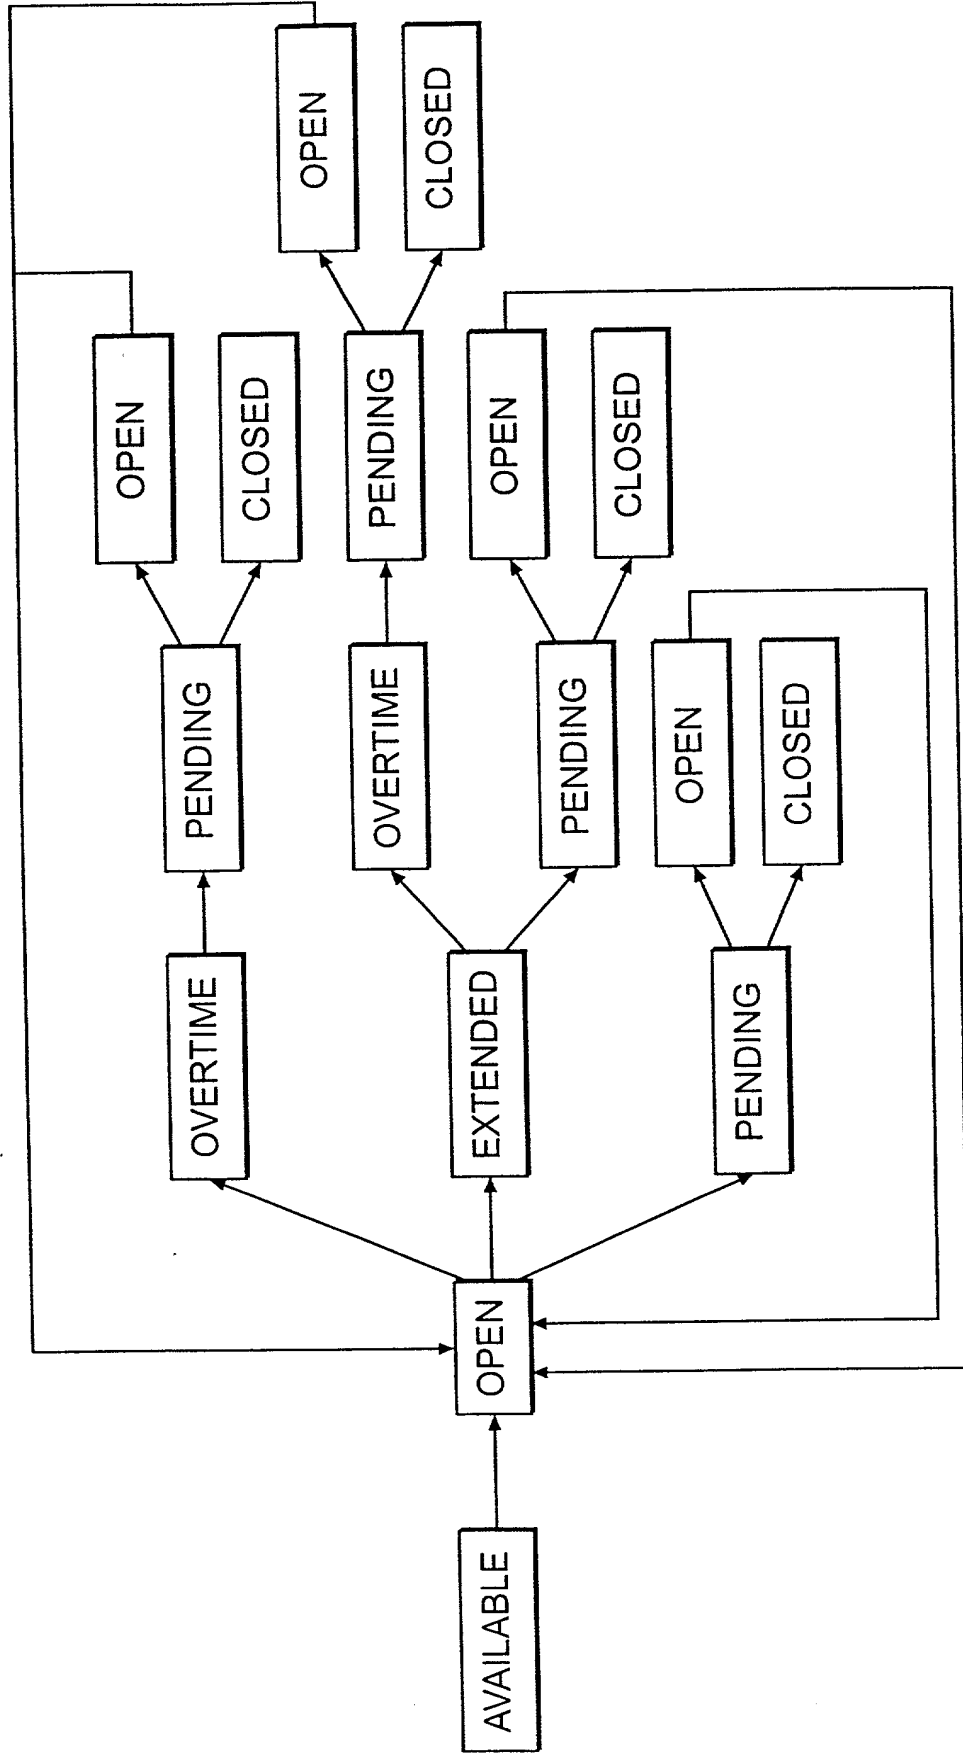 AVAILABLE
OPEN
OVERTIME
EXTENDED
PENDING
PENDING
OVERTIME
PENDING
OPEN
CLOSED
OPEN
CLOSED
PENDING
OPEN
CLOSED
OPEN
CLOSED